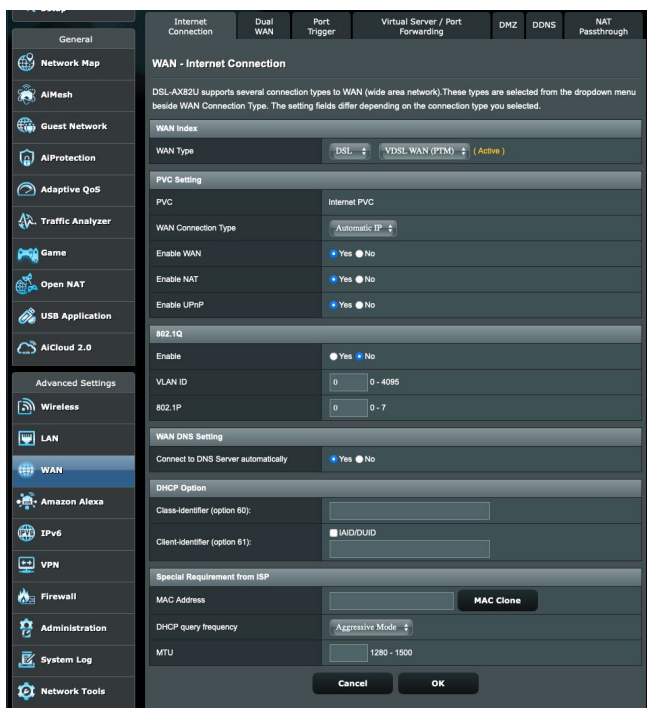 General
Network Map
AiMesh
Guest Network
AiProtection
Adaptive QoS
Traffic Analyzer
Game
Open NAT
USB Application
AiCloud 2.0
Advanced Settings
Wireless
LAN
WAN
Amazon Alexa
IPv6
VPN
Firewall
Administration
System Log
Network Tools
Internet Connection
Dual WAN
Port Trigger
Virtual Server / Port Forwarding
DMZ
DDNS
NAT Passthrough
WAN - Internet Connection
DSL-AX82U supports several connection types to WAN (wide area network).These types are selected from the dropdown menu
beside WAN Connection Type. The setting fields differ depending on the connection type you selected.
WAN Index
WAN Type DSL VDSL WAN (PTM) ( Active )
PVC Setting
PVC Internet PVC
WAN Connection Type Automatic IP
Enable WAN Yes No
Enable NAT Yes No
Enable UPnP Yes No
802.1Q
Enable Yes No
VLAN ID 0 0 - 4095
802.1P 0 0 - 7
WAN DNS Setting
Connect to DNS Server automatically Yes No
DHCP Option
Class-identifier (option 60):
Client-identifier (option 61): IAID/DUID
Special Requirement from ISP
MAC Address MAC Clone
DHCP query frequency Aggressive Mode
MTU 1280 - 1500
Cancel OK